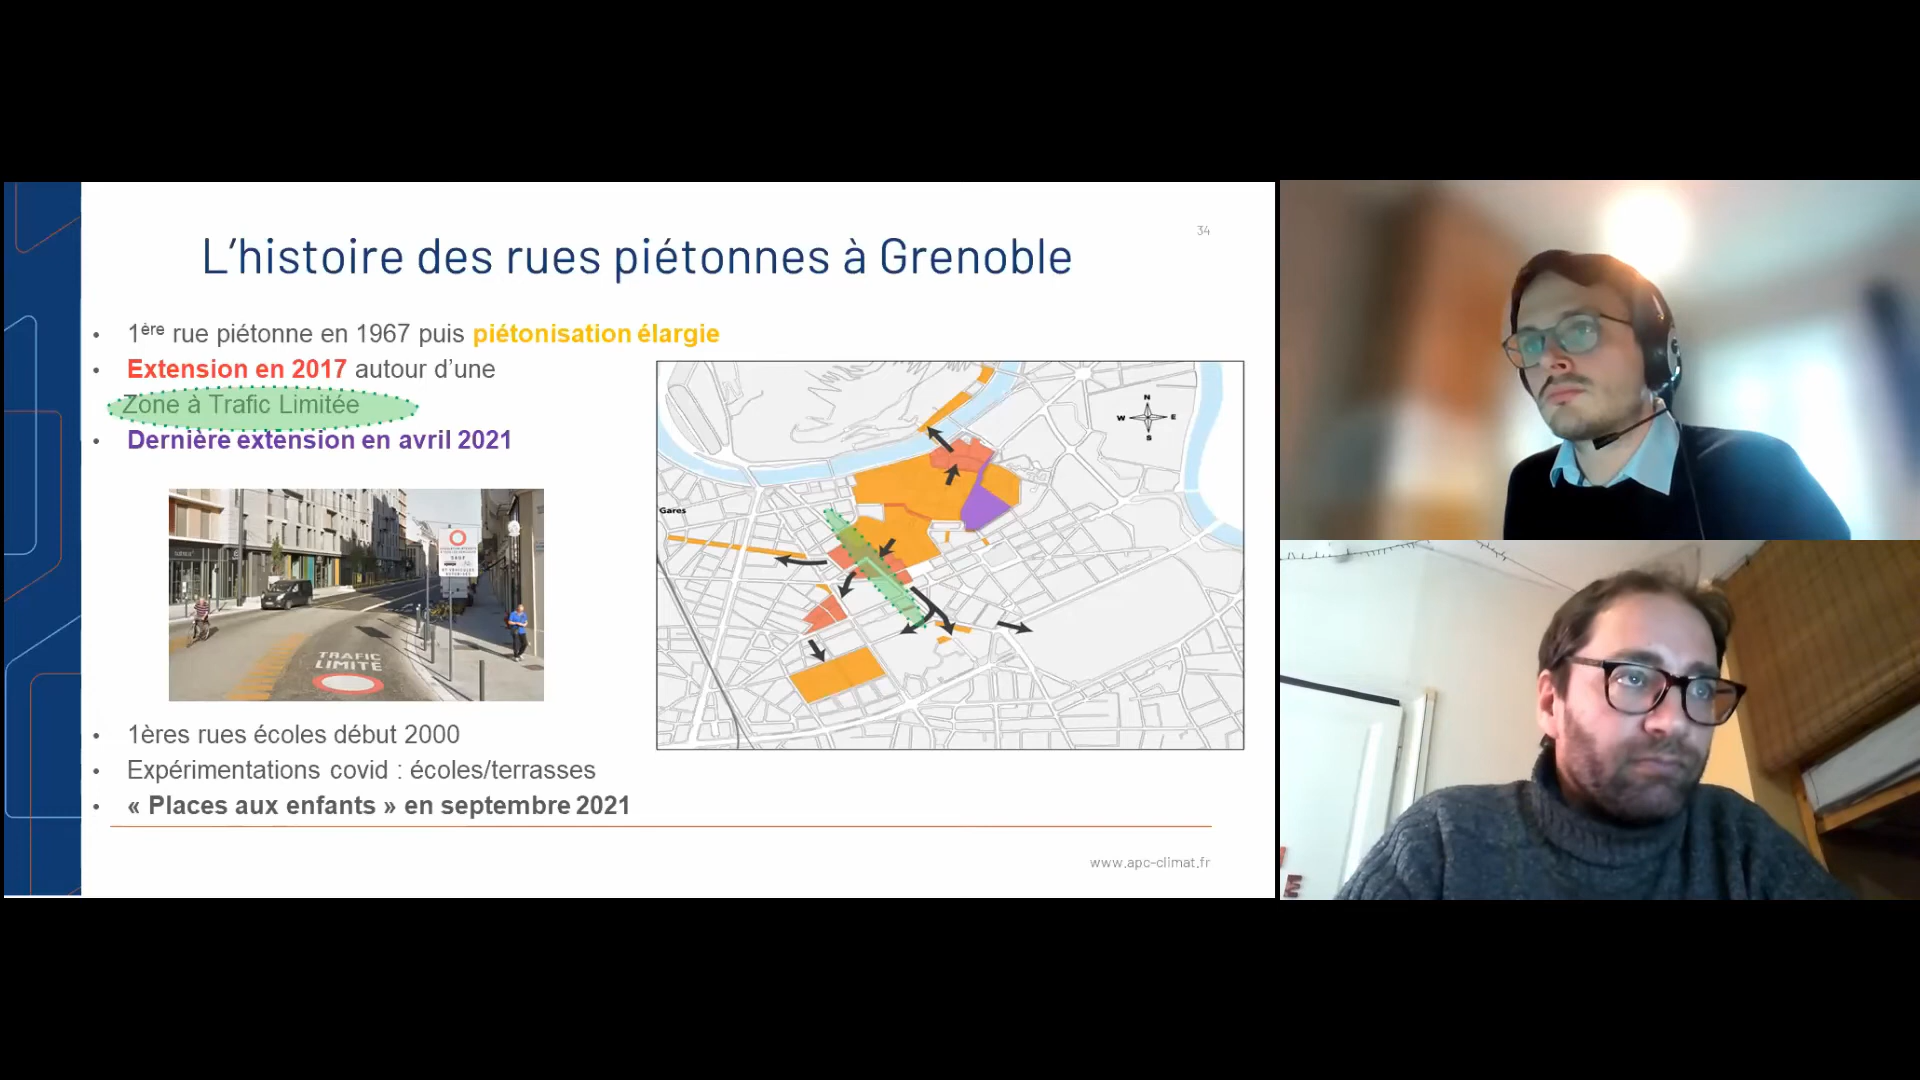 34
L’histoire des rues piétonnes à Grenoble
• 1ère rue piétonne en 1967 puis piétonisation élargie
• Extension en 2017 autour d’une
Zone à Trafic Limitée
• Dernière extension en avril 2021
N
W E
S
Gares
SAUF
TRAFIC
LIMITÉ
• 1ères rues écoles début 2000
• Expérimentations covid : écoles/terrasses
• « Places aux enfants » en septembre 2021
www.apc-climat.fr
E